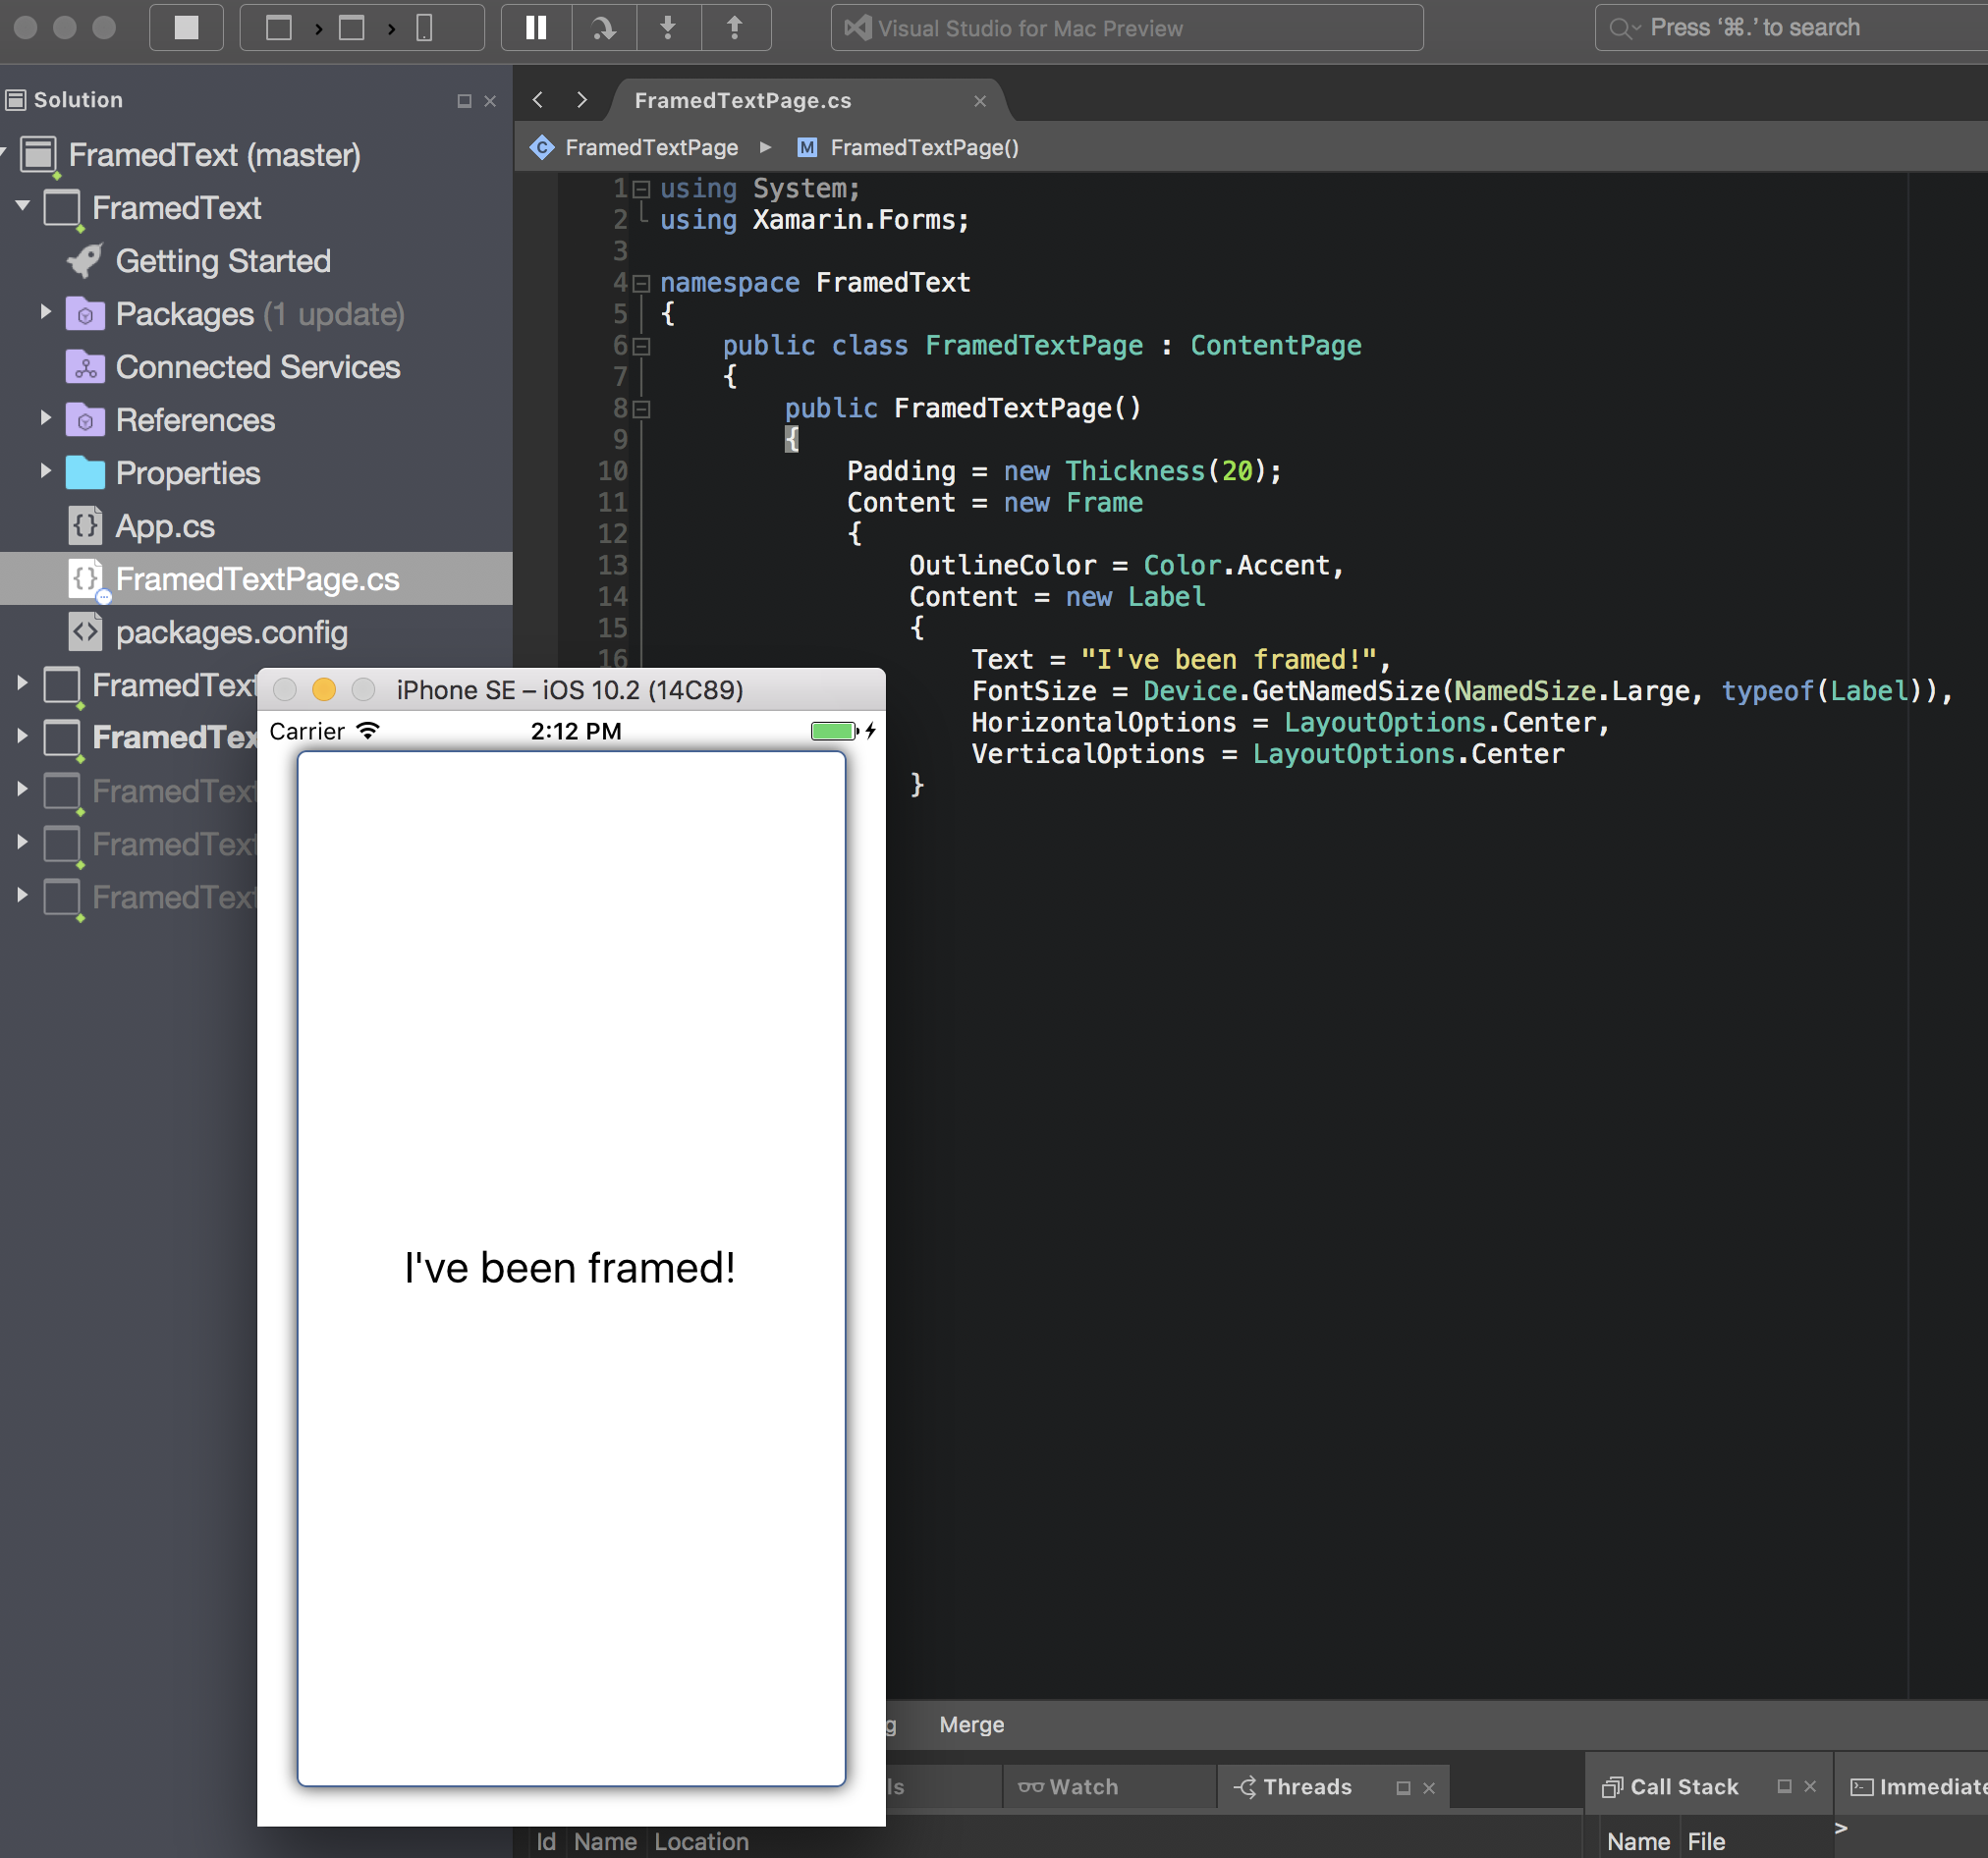 Visual Studio for Mac Preview
Press ‘⌘.’ to search
Solution
FramedText (master)
FramedText
Getting Started
Packages (1 update)
Connected Services
References
Properties
App.cs
FramedTextPage.cs
packages.config
FramedText
FramedTex
FramedText
FramedText
FramedText
FramedTextPage.cs
C FramedTextPage M FramedTextPage()
1 using System;
2 using Xamarin.Forms;
3
4 namespace FramedText
5 {
6 public class FramedTextPage : ContentPage
7 {
8 public FramedTextPage()
9 {
10 Padding = new Thickness(20);
11 Content = new Frame
12 {
13 OutlineColor = Color.Accent,
14 Content = new Label
15 {
16 Text = "I've been framed!",
FontSize = Device.GetNamedSize(NamedSize.Large, typeof(Label)),
HorizontalOptions = LayoutOptions.Center,
VerticalOptions = LayoutOptions.Center
}
iPhone SE – iOS 10.2 (14C89)
Carrier 2:12 PM
I've been framed!
g Merge
ls Watch Threads Call Stack Immediate
Id Name Location Name File >